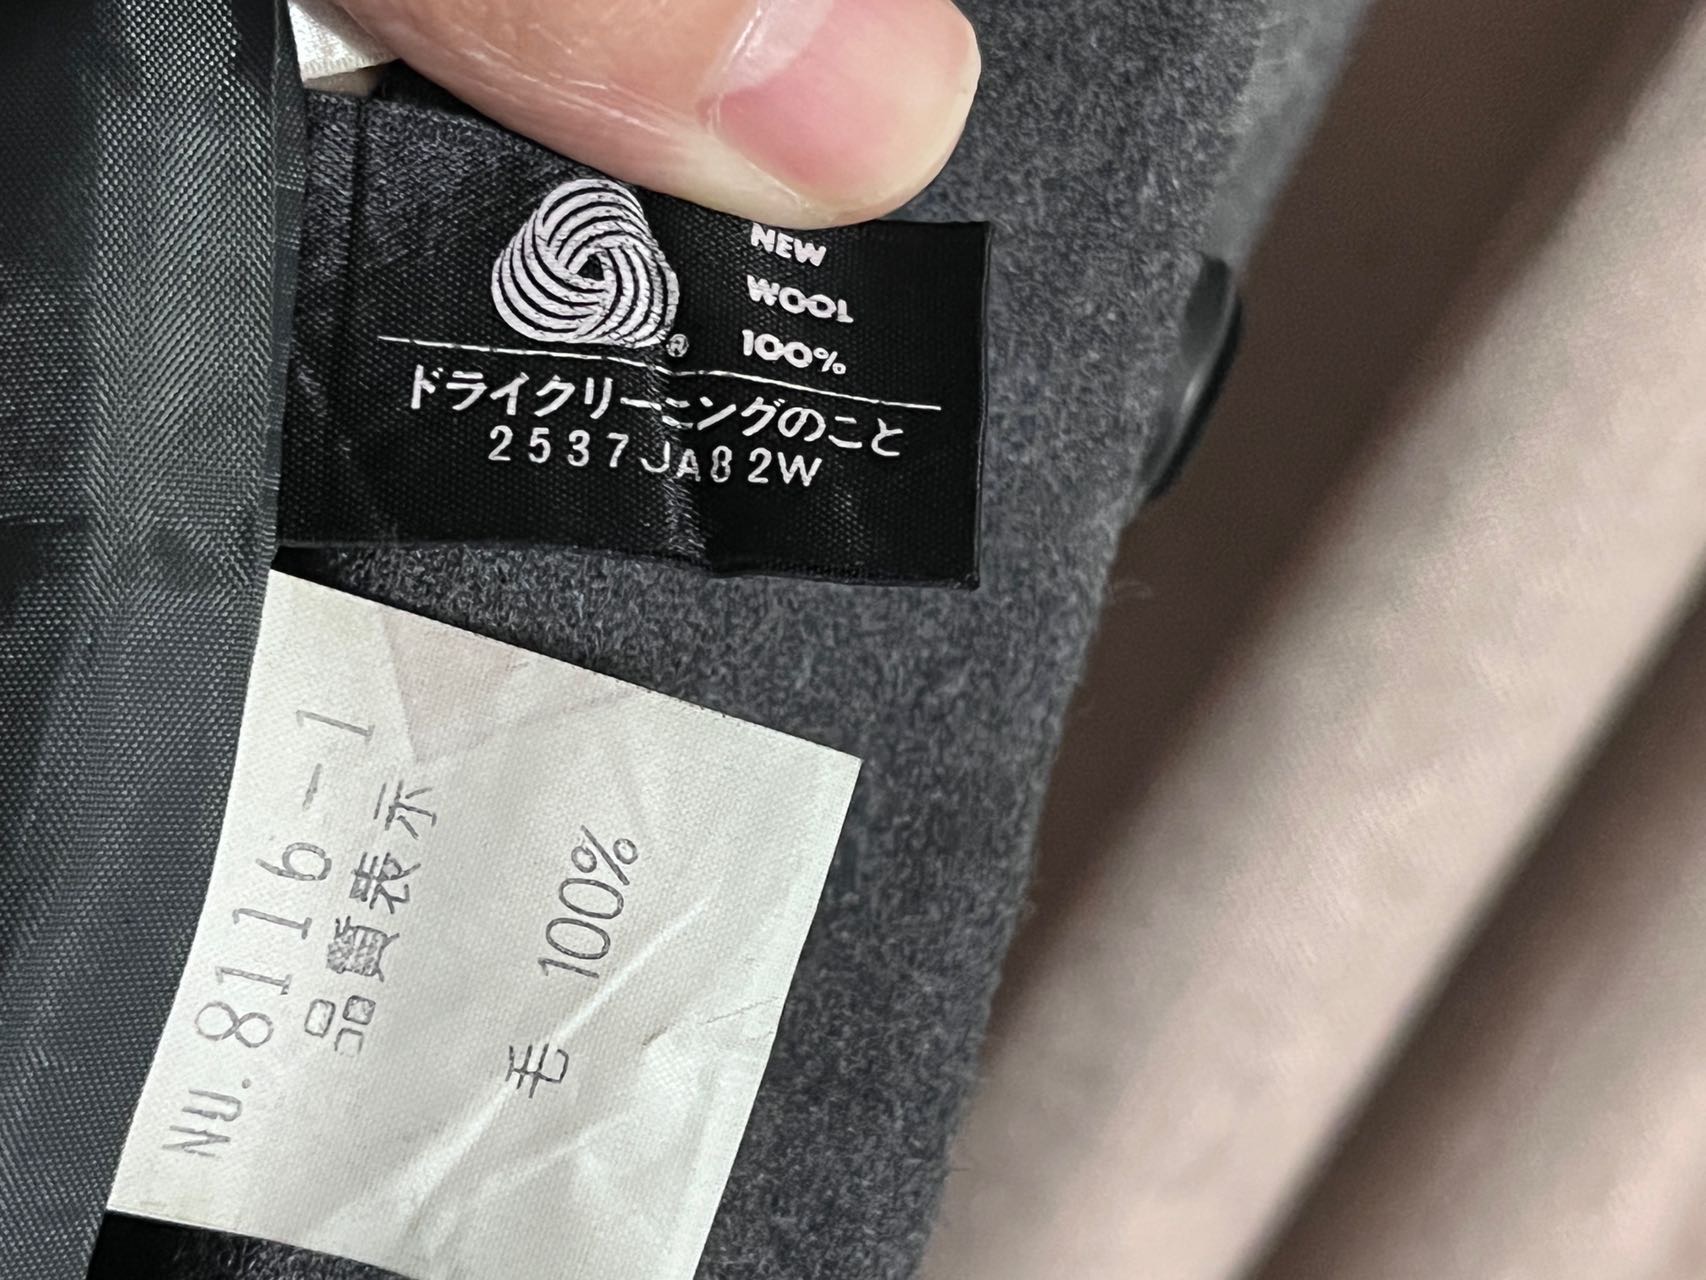 NEW
WOOL
100%
®
ドライクリーニングのこと
2537JA82W
NU.8116-1
品質表示
毛 100%